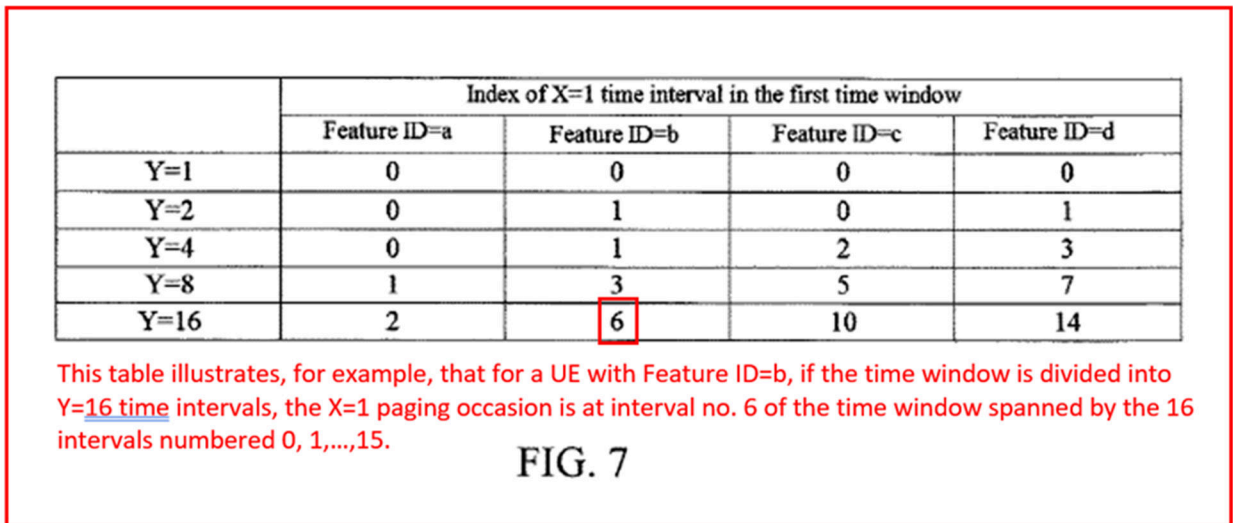 Index of X=1 time interval in the first time window
Feature ID=a Feature ID=b Feature ID=c Feature ID=d
Y=1 0 0 0 0
Y=2 0 1 0 1
Y=4 0 1 2 3
Y=8 1 3 5 7
Y=16 2 6 10 14
This table illustrates, for example, that for a UE with Feature ID=b, if the time window is divided into
Y=16 time intervals, the X=1 paging occasion is at interval no. 6 of the time window spanned by the 16
intervals numbered 0, 1,...,15.
FIG. 7